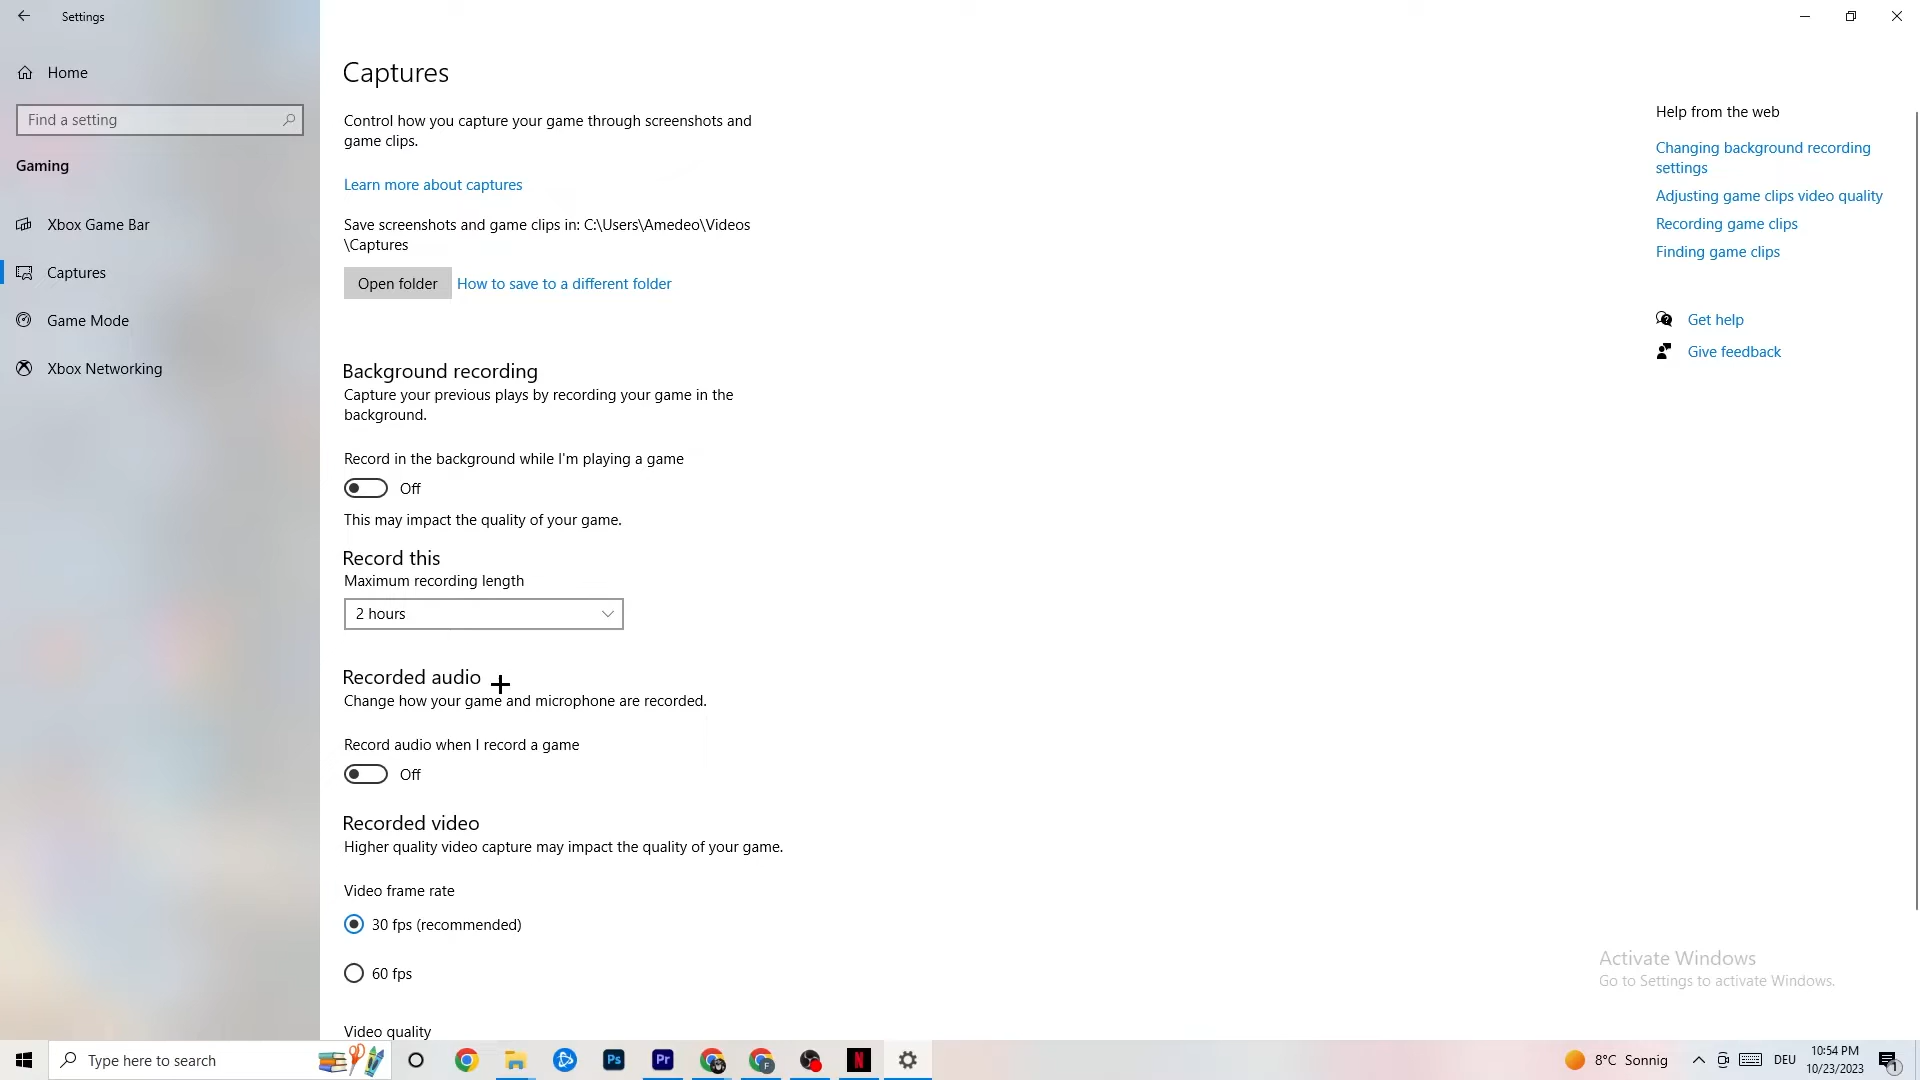 Settings
Home
Find a setting
Gaming
Xbox Game Bar
Captures
Game Mode
Xbox Networking
Captures
Control how you capture your game through screenshots and
game clips.
Learn more about captures
Save screenshots and game clips in: C:\Users\Amedeo\Videos
\Captures
Open folder
How to save to a different folder
Background recording
Capture your previous plays by recording your game in the
background.
Record in the background while I'm playing a game
Off
This may impact the quality of your game.
Record this
Maximum recording length
2 hours
Recorded audio
Change how your game and microphone are recorded.
Record audio when I record a game
Off
Recorded video
Higher quality video capture may impact the quality of your game.
Video frame rate
30 fps (recommended)
60 fps
Video quality
Help from the web
Changing background recording
settings
Adjusting game clips video quality
Recording game clips
Finding game clips
Get help
Give feedback
Activate Windows
Go to Settings to activate Windows.
Type here to search
Ps
Pr
F
N
8°C Sonnig
DEU
10:54 PM
10/23/2023
1